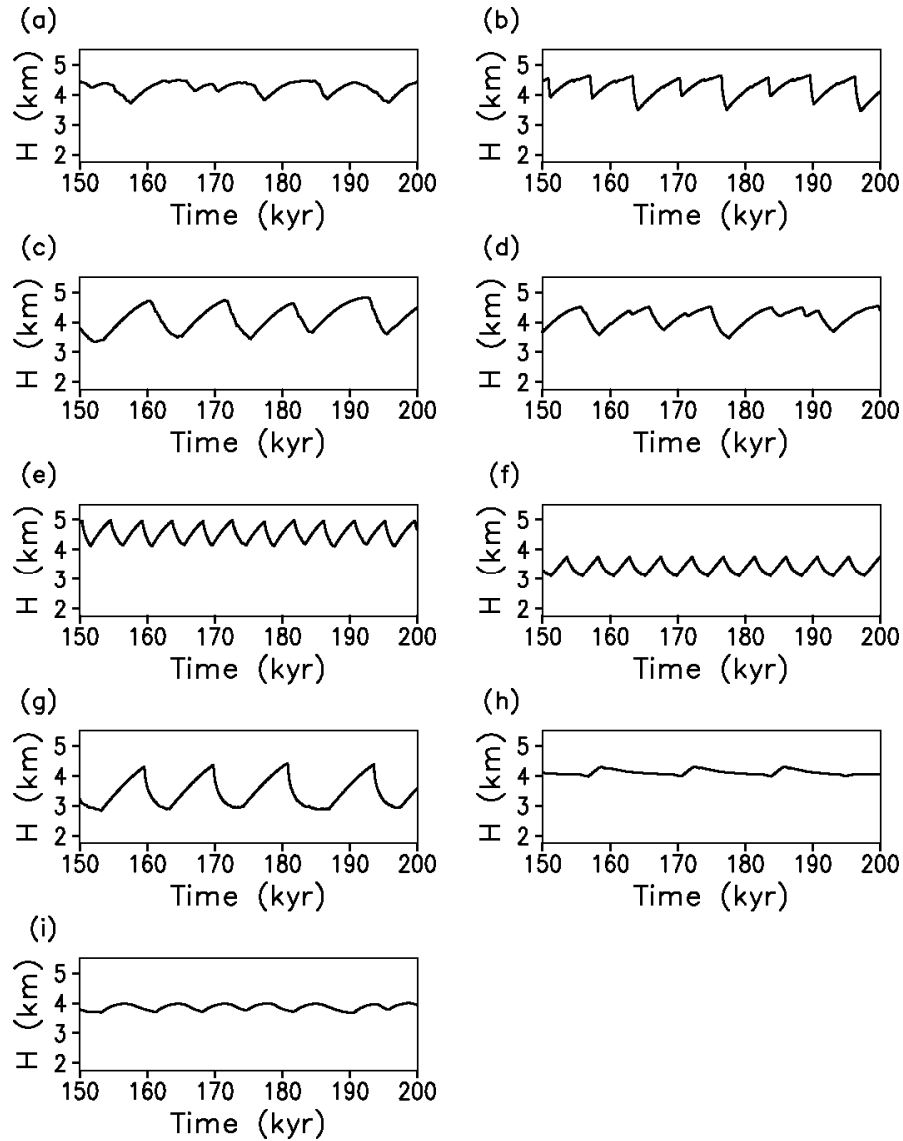 (a) (b)
H (km) 5 4 3 2 H (km) 5 4 3 2
150 160 170 180 190 200 150 160 170 180 190 200
Time (kyr) Time (kyr)
(c) (d)
H (km) 5 4 3 2 H (km) 5 4 3 2
150 160 170 180 190 200 150 160 170 180 190 200
Time (kyr) Time (kyr)
(e) (f)
H (km) 5 4 3 2 H (km) 5 4 3 2
150 160 170 180 190 200 150 160 170 180 190 200
Time (kyr) Time (kyr)
(g) (h)
H (km) 5 4 3 2 H (km) 5 4 3 2
150 160 170 180 190 200 150 160 170 180 190 200
Time (kyr) Time (kyr)
(i)
H (km) 5 4 3 2
150 160 170 180 190 200
Time (kyr)